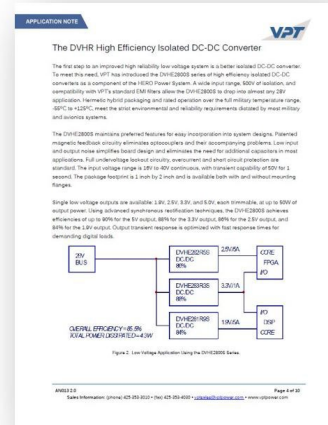 APPLICATION NOTE
VPT
The DVHR High Efficiency Isolated DC-DC Converter
The first step to an improved high reliability low voltage system is a better isolated DC-DC converter.
To meet this need, VPT has introduced the DVHE2800S series of high efficiency isolated DC-DC
converters as a component of the HERO Power System. A wide input range, 500V of isolation, and
compatibility with VPT's standard EMI filters allow the DVHE2800S to drop into almost any 28V
application. Hermetic hybrid packaging and rated operation over the full military temperature range,
-55°C to +125°C, meet the strict environmental and reliability requirements dictated by most military
and avionics systems.
The DVHE2800S maintains preferred features for easy incorporation into system designs. Patented
magnetic feedback circuitry eliminates optocouplers and their accompanying problems. Low input
and output noise simplifies board design and eliminates the need for additional capacitors in most
applications. Full undervoltage lockout circuitry, overcurrent and short circuit protection are
standard. The input voltage range is 18V to 40V continuous, with transient capability of 50V for 1
second. The package footprint is 1 inch by 2 inch and is available both with and without mounting
flanges.
Single low voltage outputs are available: 1.9V, 2.5V, 3.3V, and 5.0V, each trimmable, at up to 50W of
output power. Using advanced synchronous rectification techniques, the DVHE2800S achieves
efficiencies of up to 90% for the 5V output, 88% for the 3.3V output, 86% for the 2.5V output, and
84% for the 1.9V output. Output transient response is optimized with fast response times for
demanding digital loads.
28V
BUS
DVHE282R5S
DC/DC
86%
2.5V/5A
CORE
FPGA
I/O
DVHE283R3S
DC/DC
88%
3.3V/1A
DVHE281R9S
DC/DC
84%
1.9V/5A
I/O
DSP
CORE
OVERALL EFFICIENCY = 85.5%
Figure 2. Low Voltage Application Using the DVHE2800S Series.
AN013 2.0
Page 4 of 10